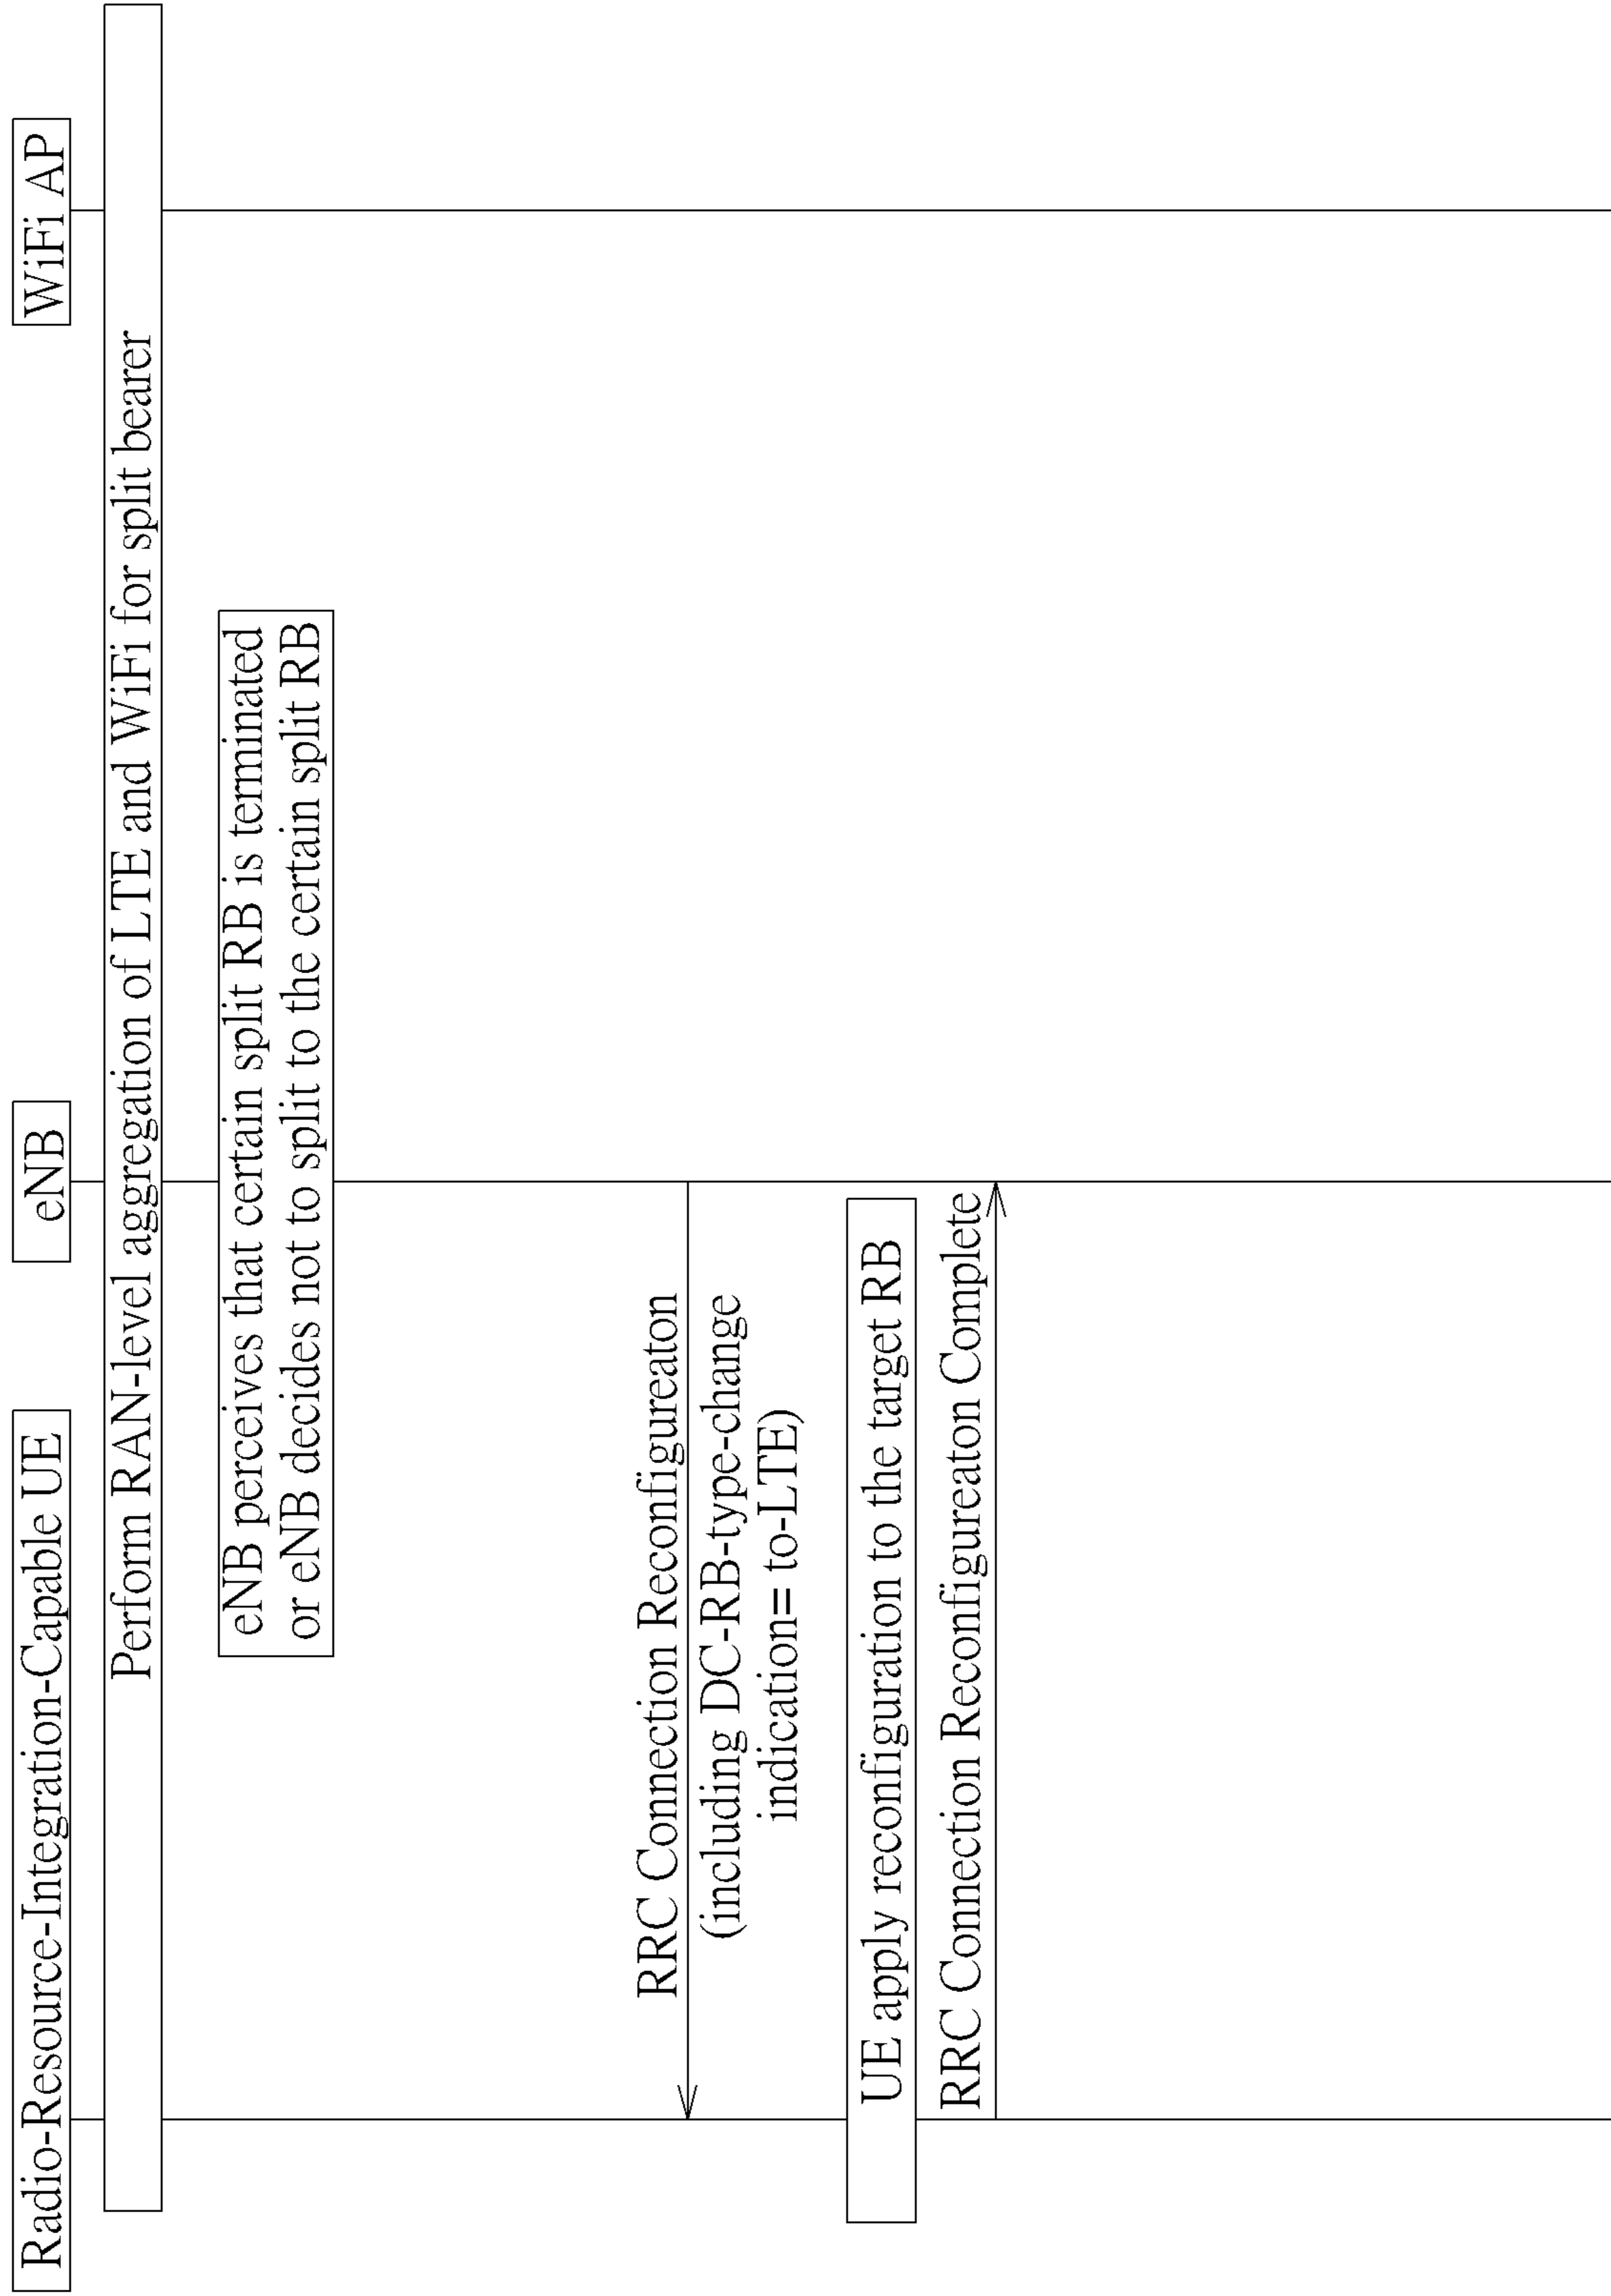 Radio-Resource-Integration-Capable UE
eNB
WiFi AP
Perform RAN-level aggregation of LTE and WiFi for split bearer
eNB perceives that certain split RB is terminated
or eNB decides not to split to the certain split RB
RRC Connection Reconfigureaton
(including DC-RB-type-change
indication= to-LTE)
UE apply reconfiguration to the target RB
RRC Connection Reconfigureaton Complete